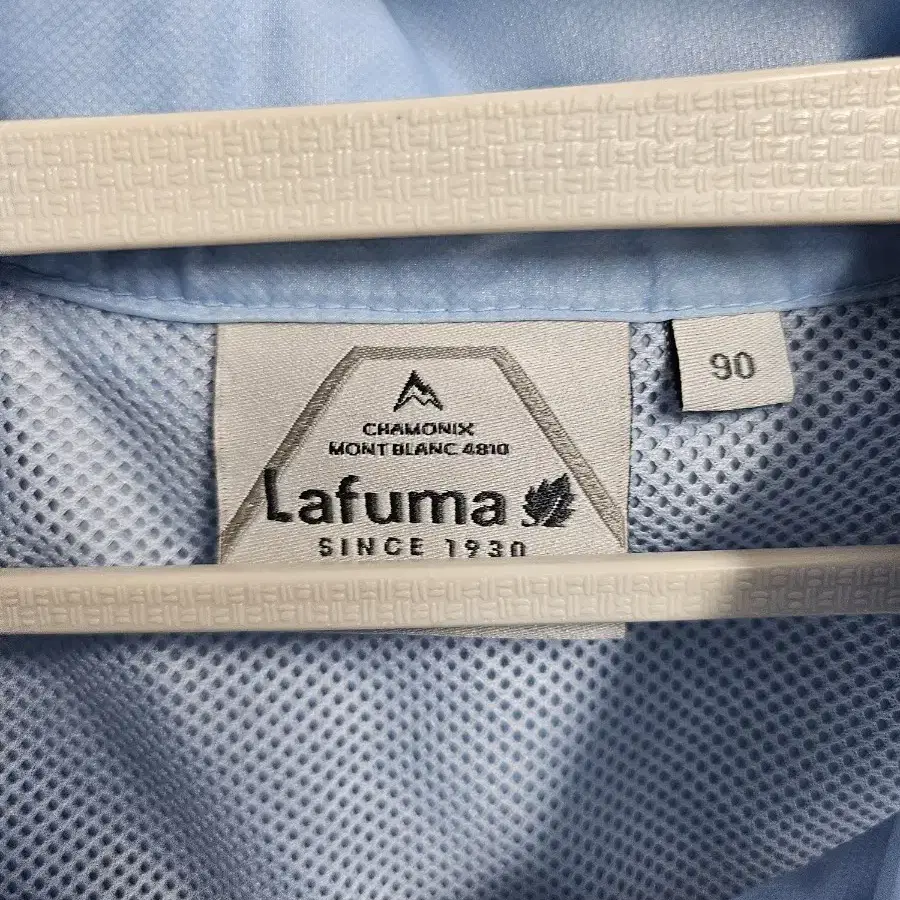 CHAMONIX
MONT BLANC 4810
Lafuma
SINCE 1930
90